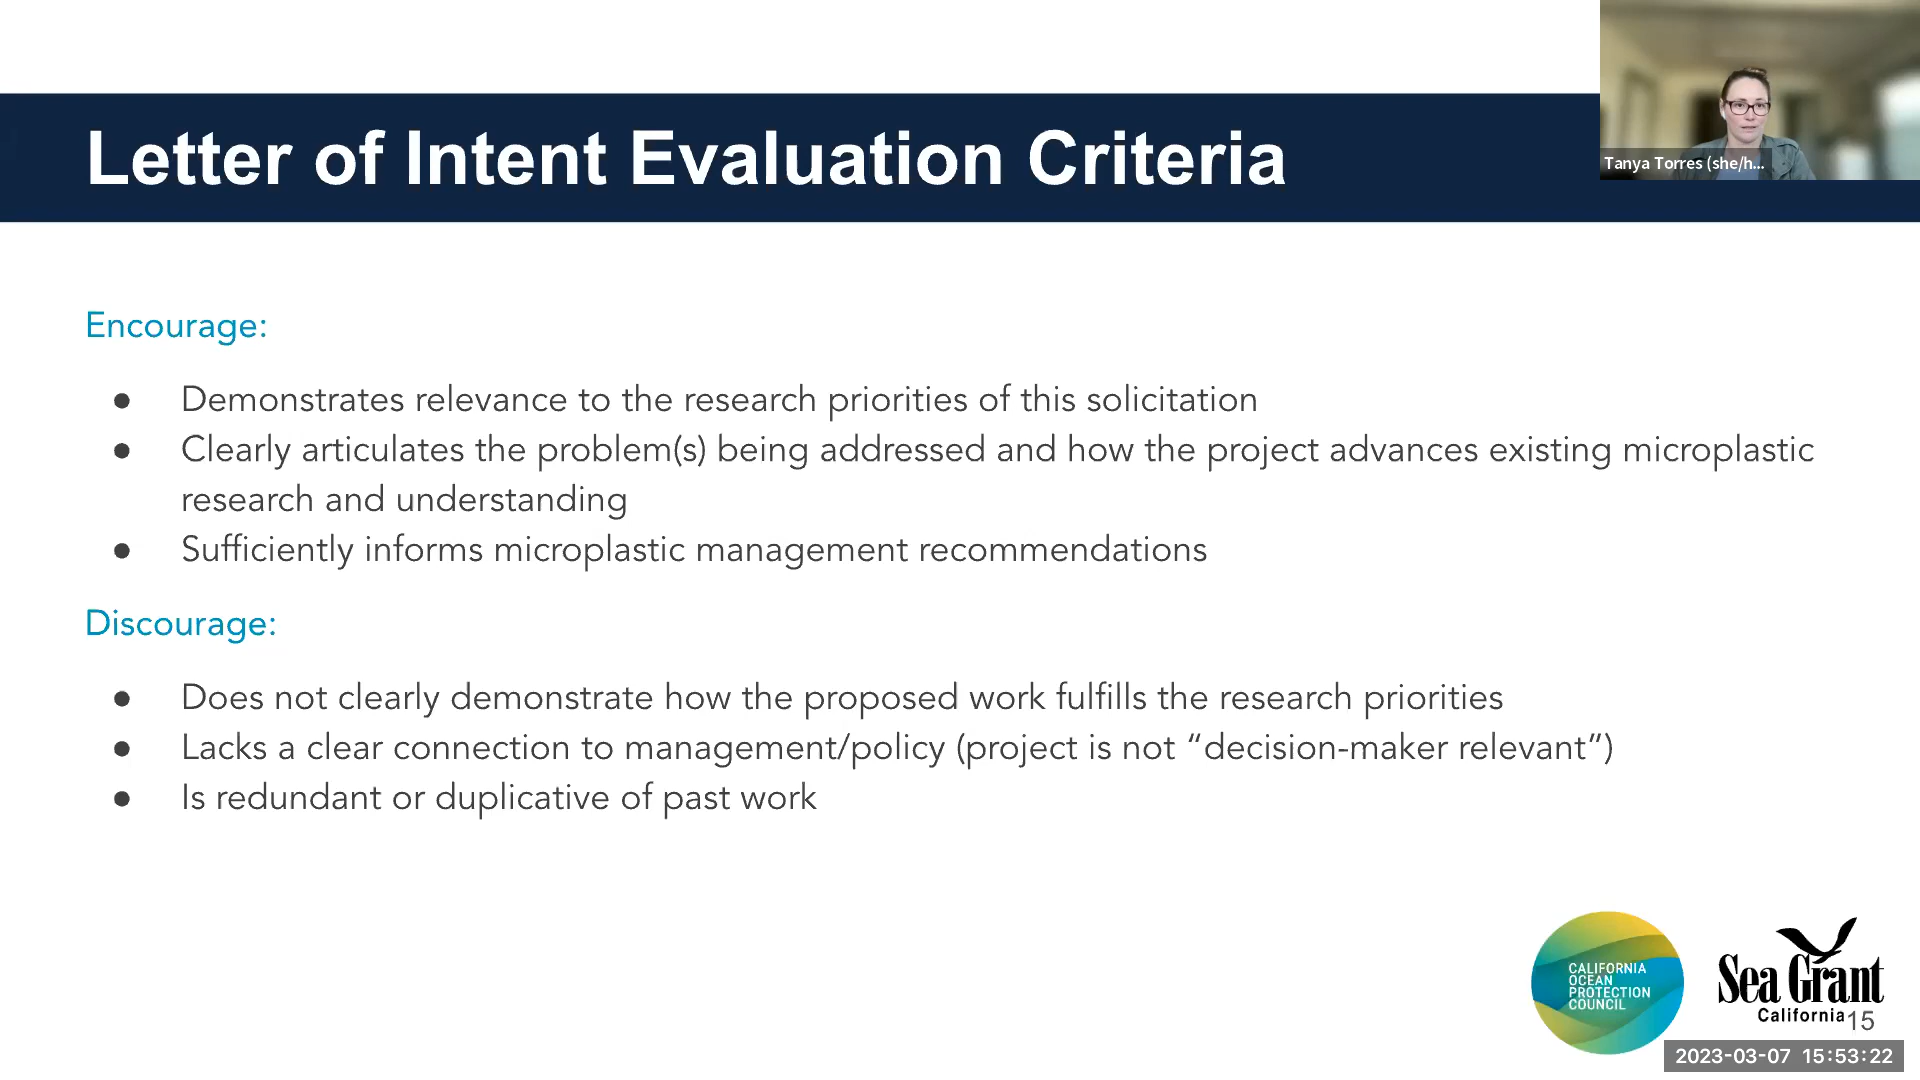 Letter of Intent Evaluation Criteria
Tanya Torres (she/h...
Encourage:
● Demonstrates relevance to the research priorities of this solicitation
● Clearly articulates the problem(s) being addressed and how the project advances existing microplastic
research and understanding
● Sufficiently informs microplastic management recommendations
Discourage:
● Does not clearly demonstrate how the proposed work fulfills the research priorities
● Lacks a clear connection to management/policy (project is not “decision-maker relevant”)
● Is redundant or duplicative of past work
CALIFORNIA
OCEAN
PROTECTION
COUNCIL
Sea Grant
California
15
2023-03-07 15:53:22